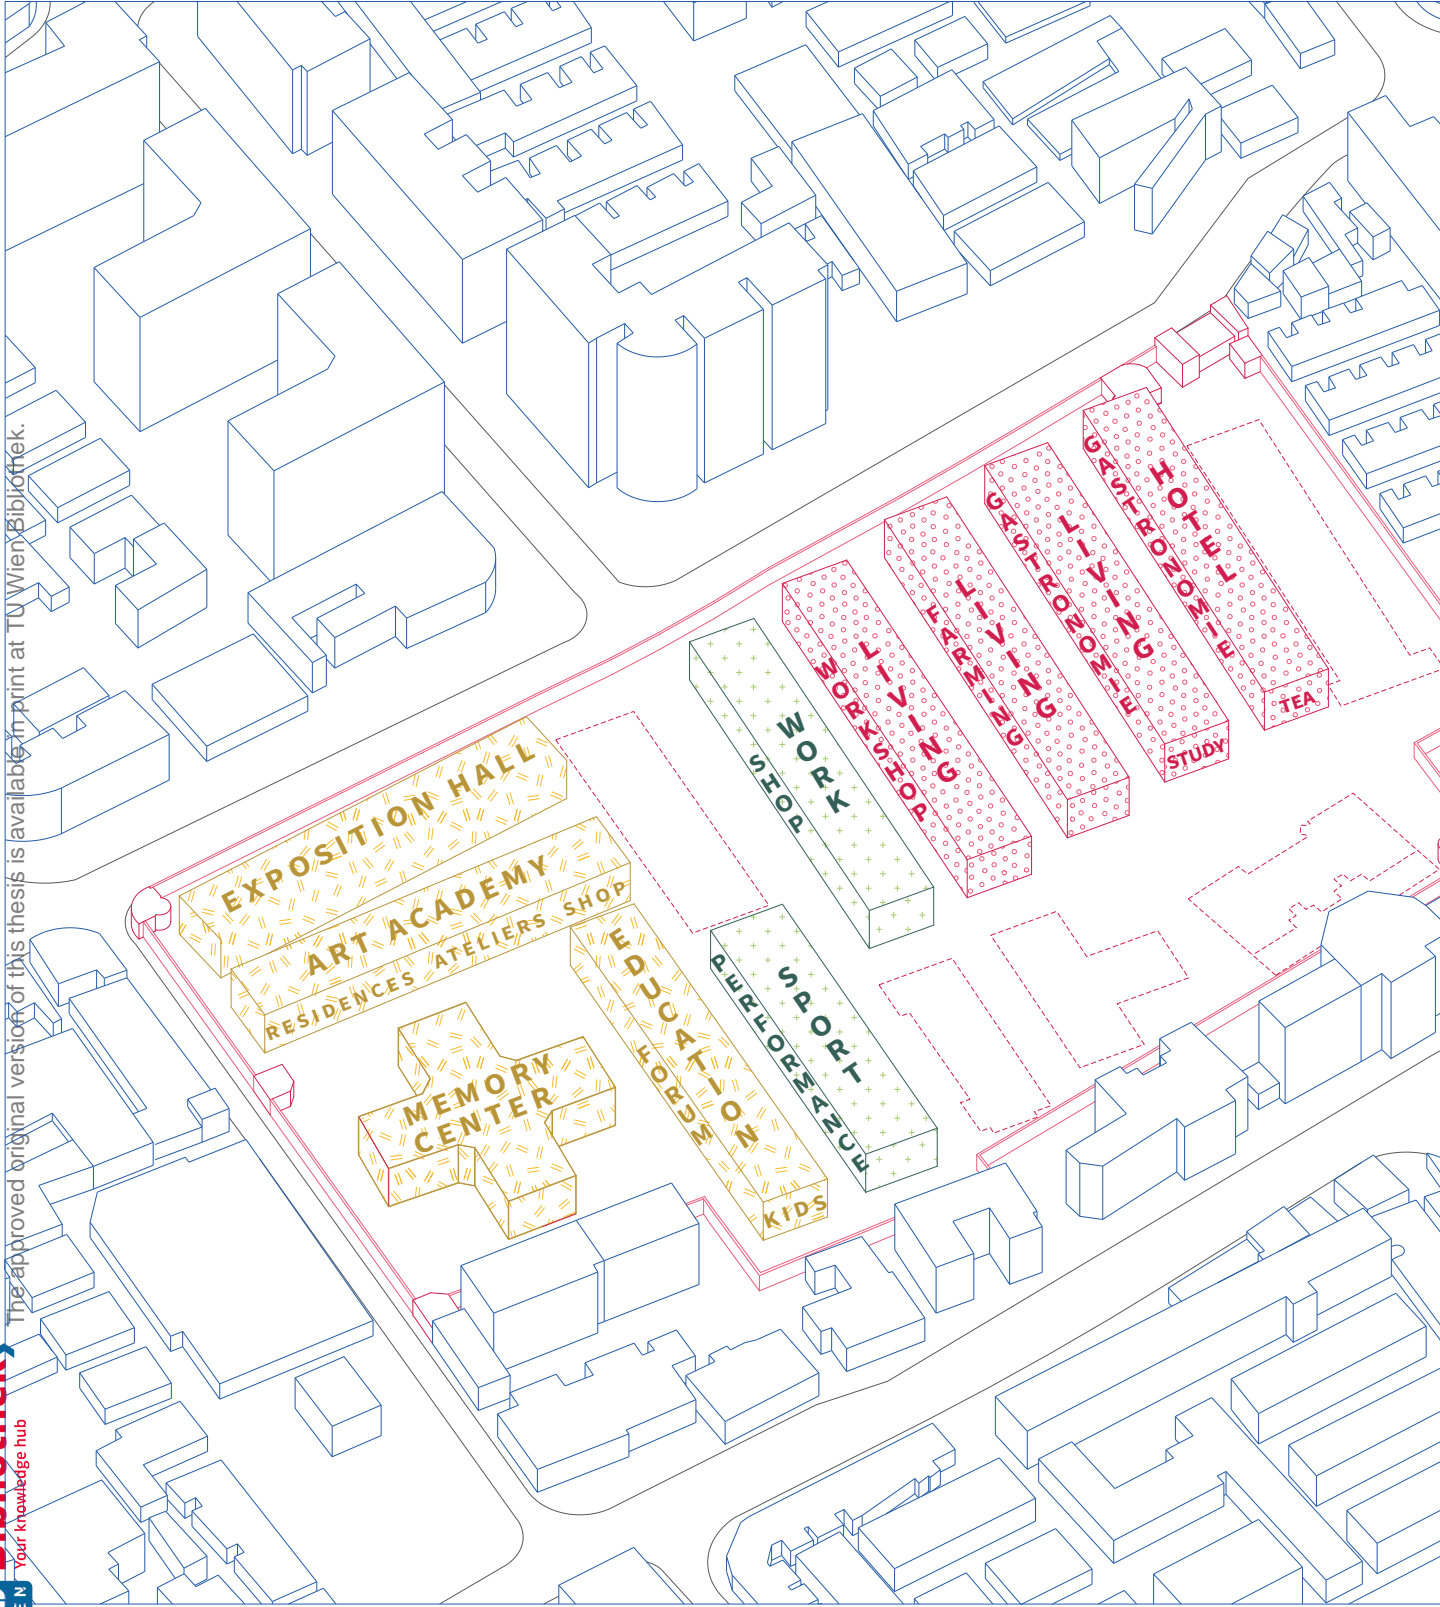 EXPOSITION HALL
ART ACADEMY
RESIDENCES ATELIERS SHOP
MEMORY
CENTER
EDUCATION
FORUM
KIDS
WORK
SHOP
SPORT
PERFORMANCE
LIVING
WORKSHOP
LIVING
FARMING
LIVING
GASTRONOMIE
STUDY
HOTEL
GASTRONOMIE
TEA
The approved original version of this thesis is available in print at TU Wien Bibliothek.
Your knowledge hub